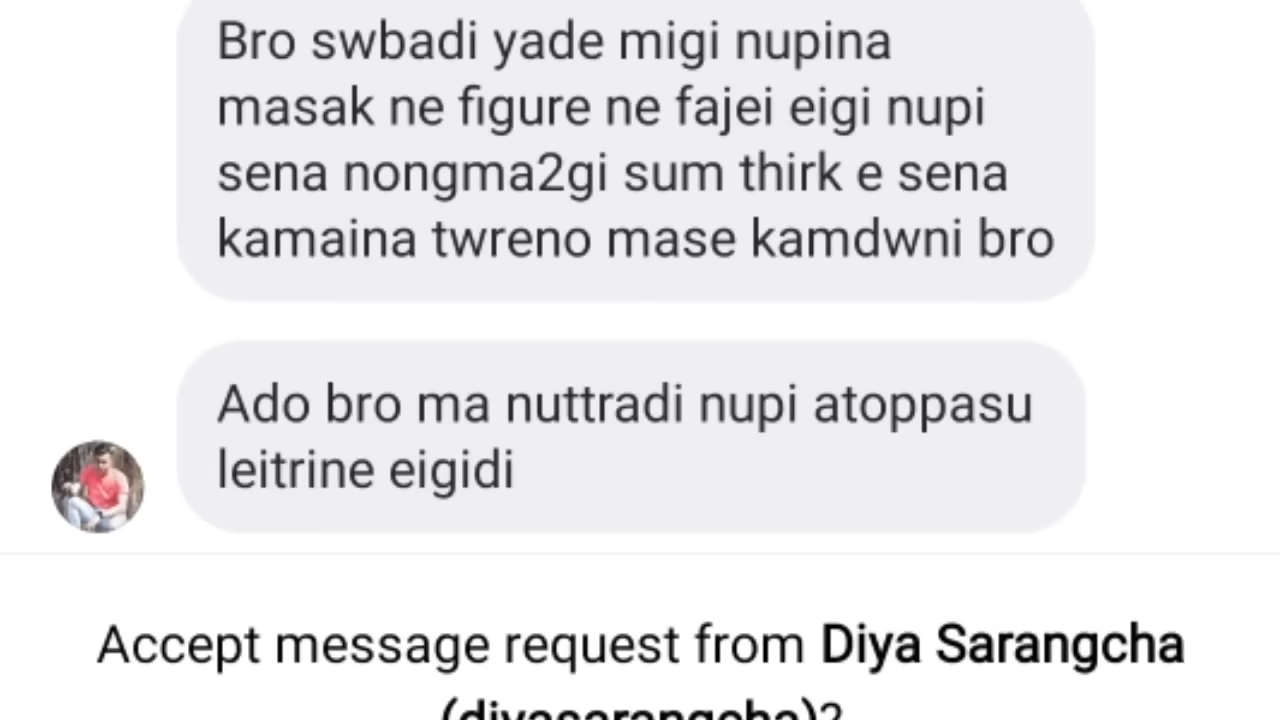 Bro swbadi yade migi nupina
masak ne figure ne fajei eigi nupi
sena nongma2gi sum thirk e sena
kamaina twreno mase kamdwni bro
Ado bro ma nuttradi nupi atoppasu
leitrine eigidi
Accept message request from Diya Sarangcha
(diyasarangcha)?